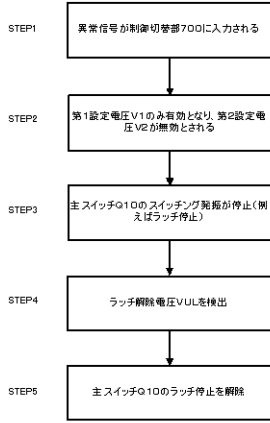 STEP1
異常信号が制御切替部700に入力される
STEP2
第1設定電圧V1のみ有効となり、第2設定電
圧V2が無効とされる
STEP3
主スイッチQ10のスイッチング発振が停止(例
えばラッチ停止)
STEP4
ラッチ解除電圧VULを検出
STEP5
主スイッチQ10のラッチ停止を解除